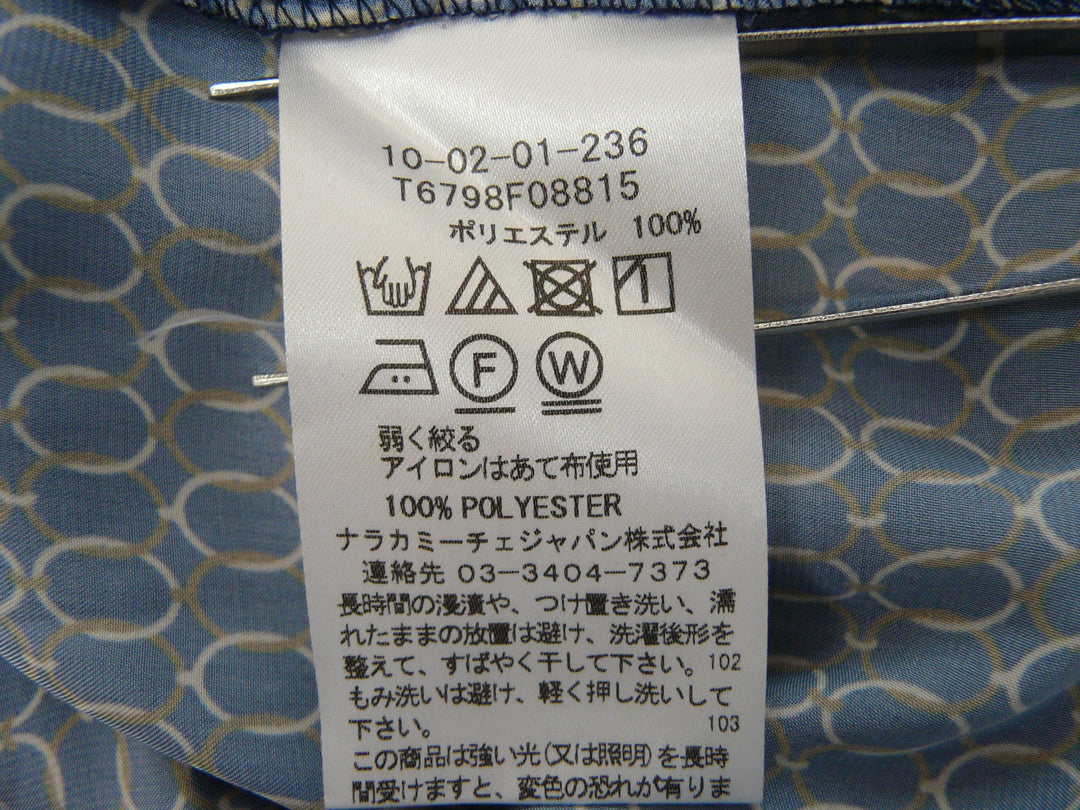 10-02-01-236
T6798F08815
ポリエステル 100%
F W
弱く絞る
アイロンはあて布使用
100% POLYESTER
ナラカミーチェジャパン株式会社
連絡先 03-3404-7373
長時間の浸漬や、つけ置き洗い、濡
れたままの放置は避け、洗濯後形を
整えて、すばやく干して下さい。102
もみ洗いは避け、軽く押し洗いして
下さい。 103
この商品は強い光(又は照明)を長時
間受けますと、変色の恐れが有りま